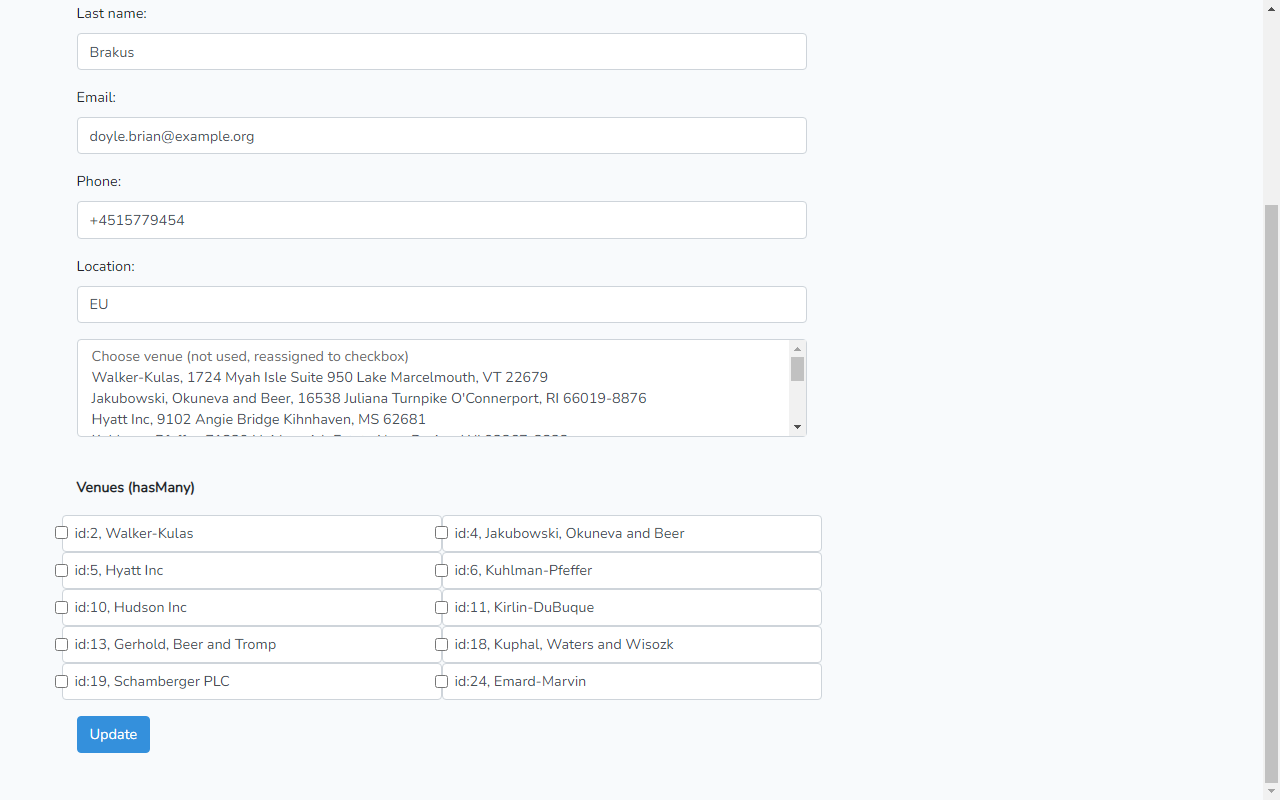 Last name:
Brakus
Email:
doyle.brian@example.org
Phone:
+4515779454
Location:
EU
Choose venue (not used, reassigned to checkbox)
Walker-Kulas, 1724 Myah Isle Suite 950 Lake Marcelmouth, VT 22679
Jakubowski, Okuneva and Beer, 16538 Juliana Turnpike O'Connerport, RI 66019-8876
Hyatt Inc, 9102 Angie Bridge Kihnhaven, MS 62681
Venues (hasMany)
id:2, Walker-Kulas
id:4, Jakubowski, Okuneva and Beer
id:5, Hyatt Inc
id:6, Kuhlman-Pfeffer
id:10, Hudson Inc
id:11, Kirlin-DuBuque
id:13, Gerhold, Beer and Tromp
id:18, Kuphal, Waters and Wisozk
id:19, Schamberger PLC
id:24, Emard-Marvin
Update